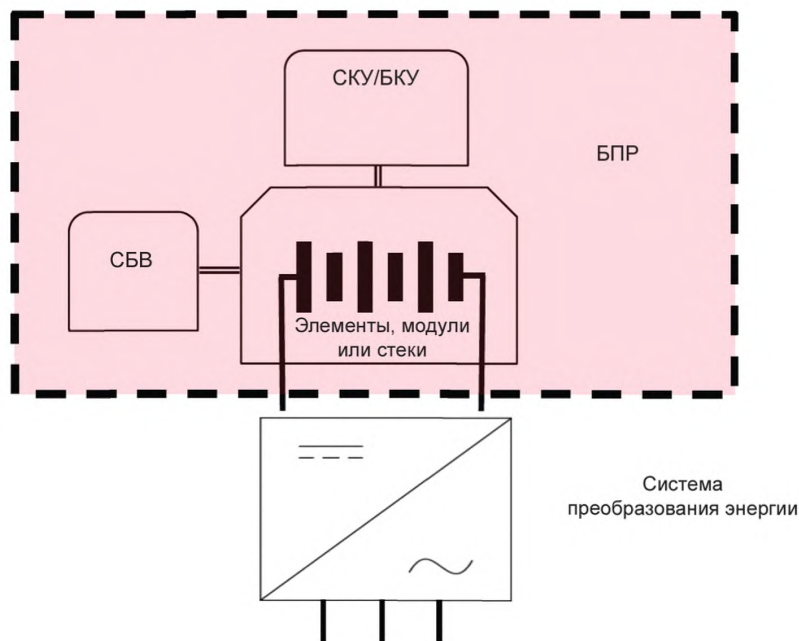 СКУ/БКУ
БПР
СБВ
Элементы, модули
или стеки
Система
преобразования энергии